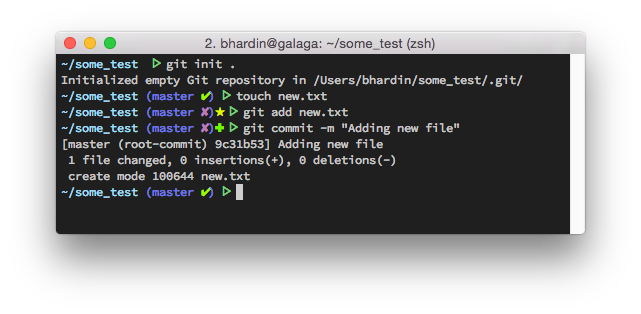 2. bhardin@galaga: ~/some_test (zsh)
~/some_test  ▷ git init .
Initialized empty Git repository in /Users/bhardin/some_test/.git/
~/some_test (master ✔) ▷ touch new.txt
~/some_test (master ✘)★ ▷ git add new.txt
~/some_test (master ✘)✚ ▷ git commit -m "Adding new file"
[master (root-commit) 9c31b53] Adding new file
 1 file changed, 0 insertions(+), 0 deletions(-)
 create mode 100644 new.txt
~/some_test (master ✔) ▷